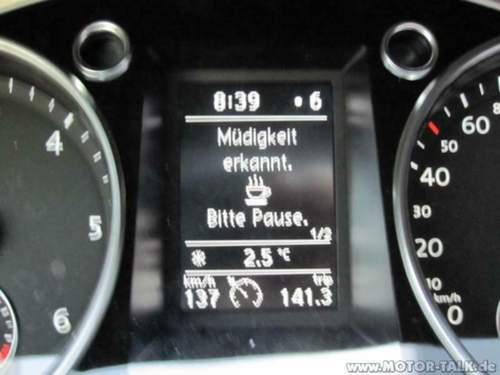 8:39 6
Müdigkeit
erkannt.
Bitte Pause.
1/2
2.5 °C
km/h trip
137 141.3
4
5
6
8
60
50
40
30
20
10
km/h
0
www.MOTOR-TALK.de